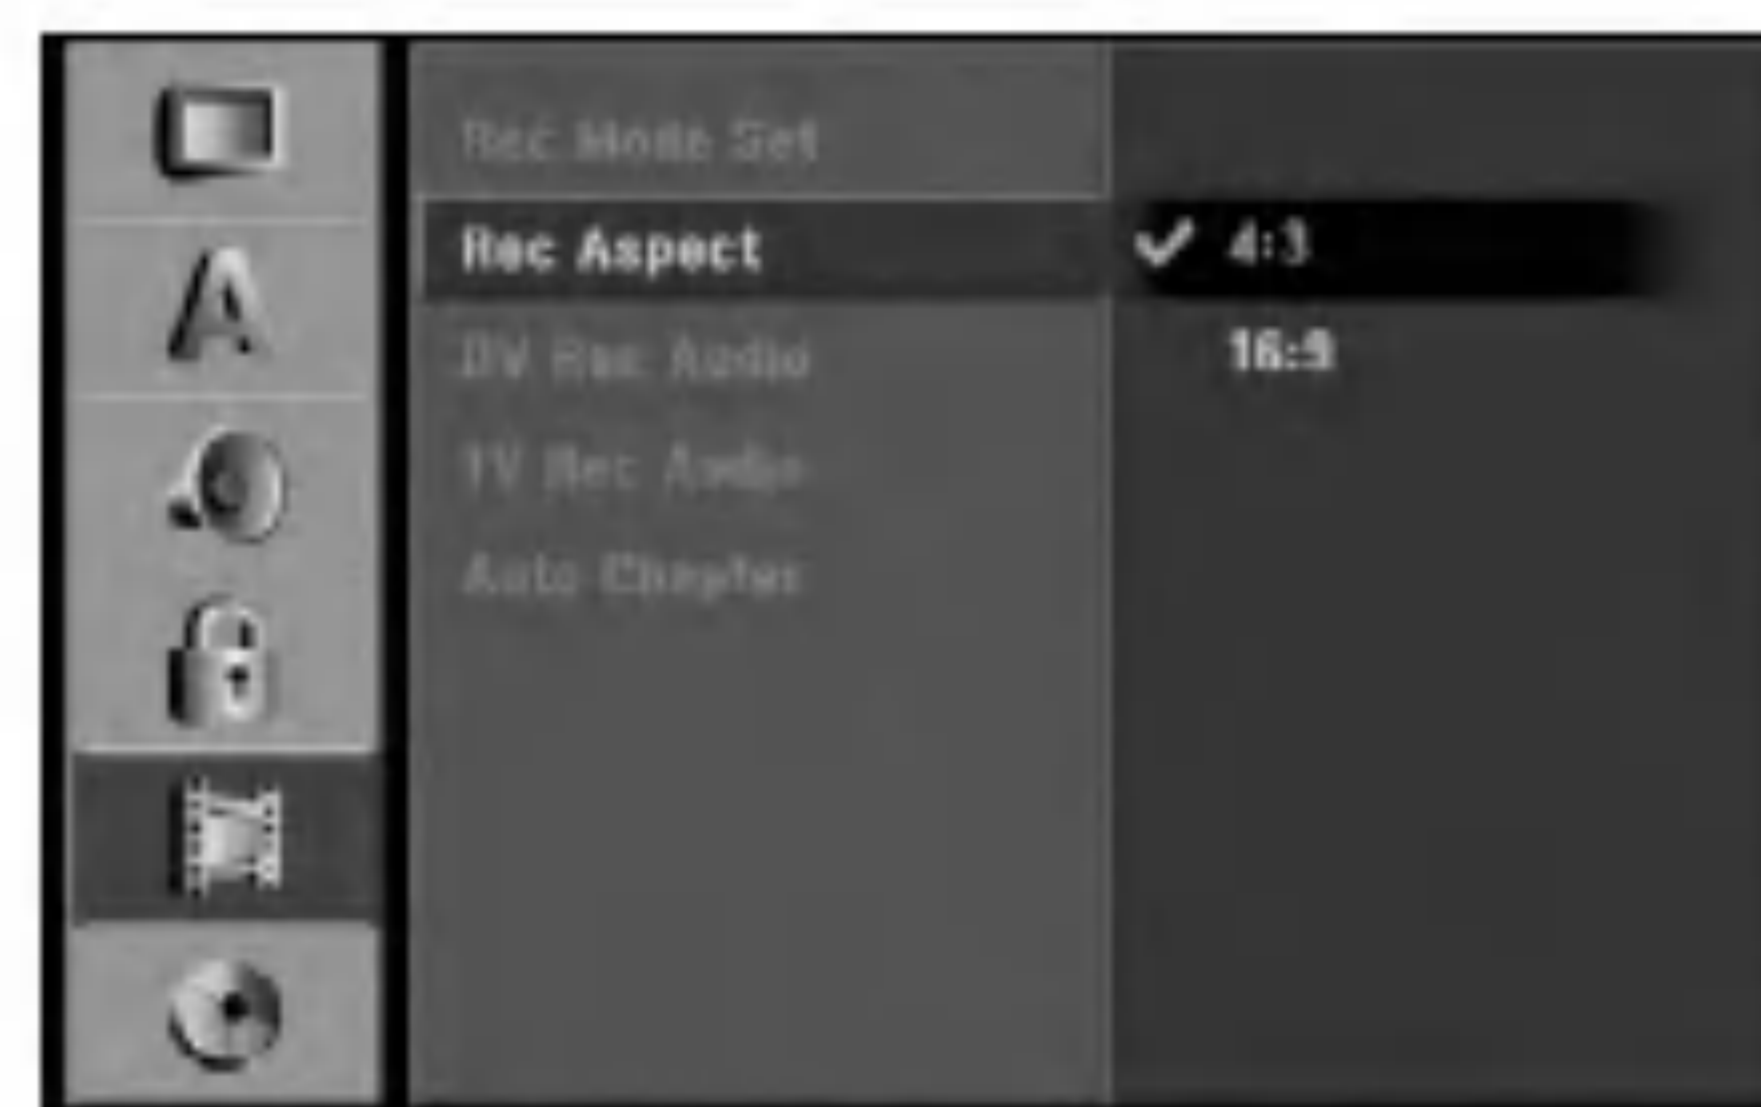 Rec Mode Set
Rec Aspect
4:3
16:9
DV Rec Audio
TV Rec Audio
Auto Chapter